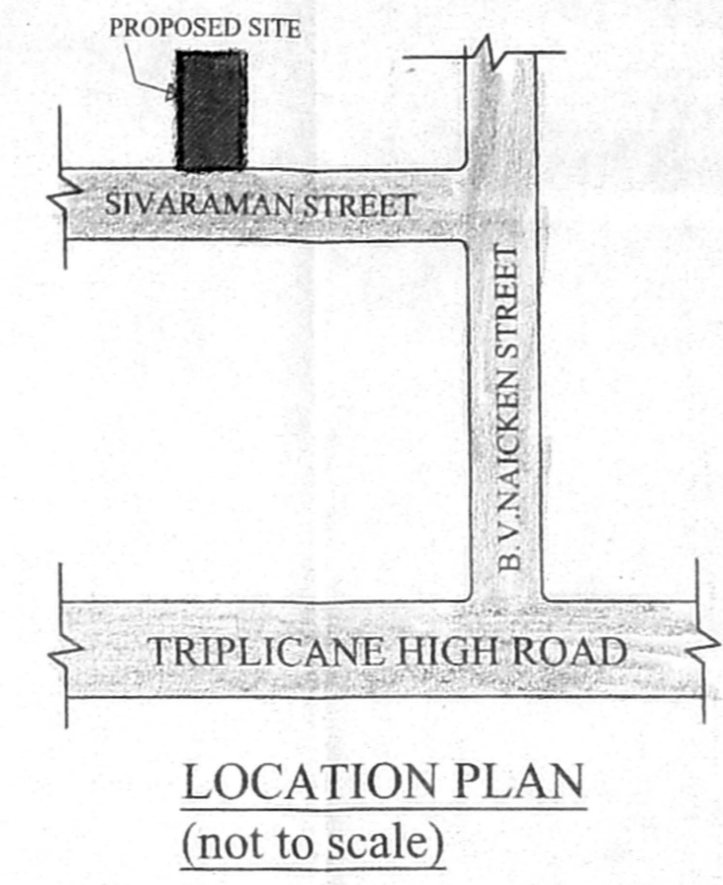 PROPOSED SITE
SIVARAMAN STREET
B.V.NAICKEN STREET
TRIPLICANE HIGH ROAD
LOCATION PLAN
(not to scale)